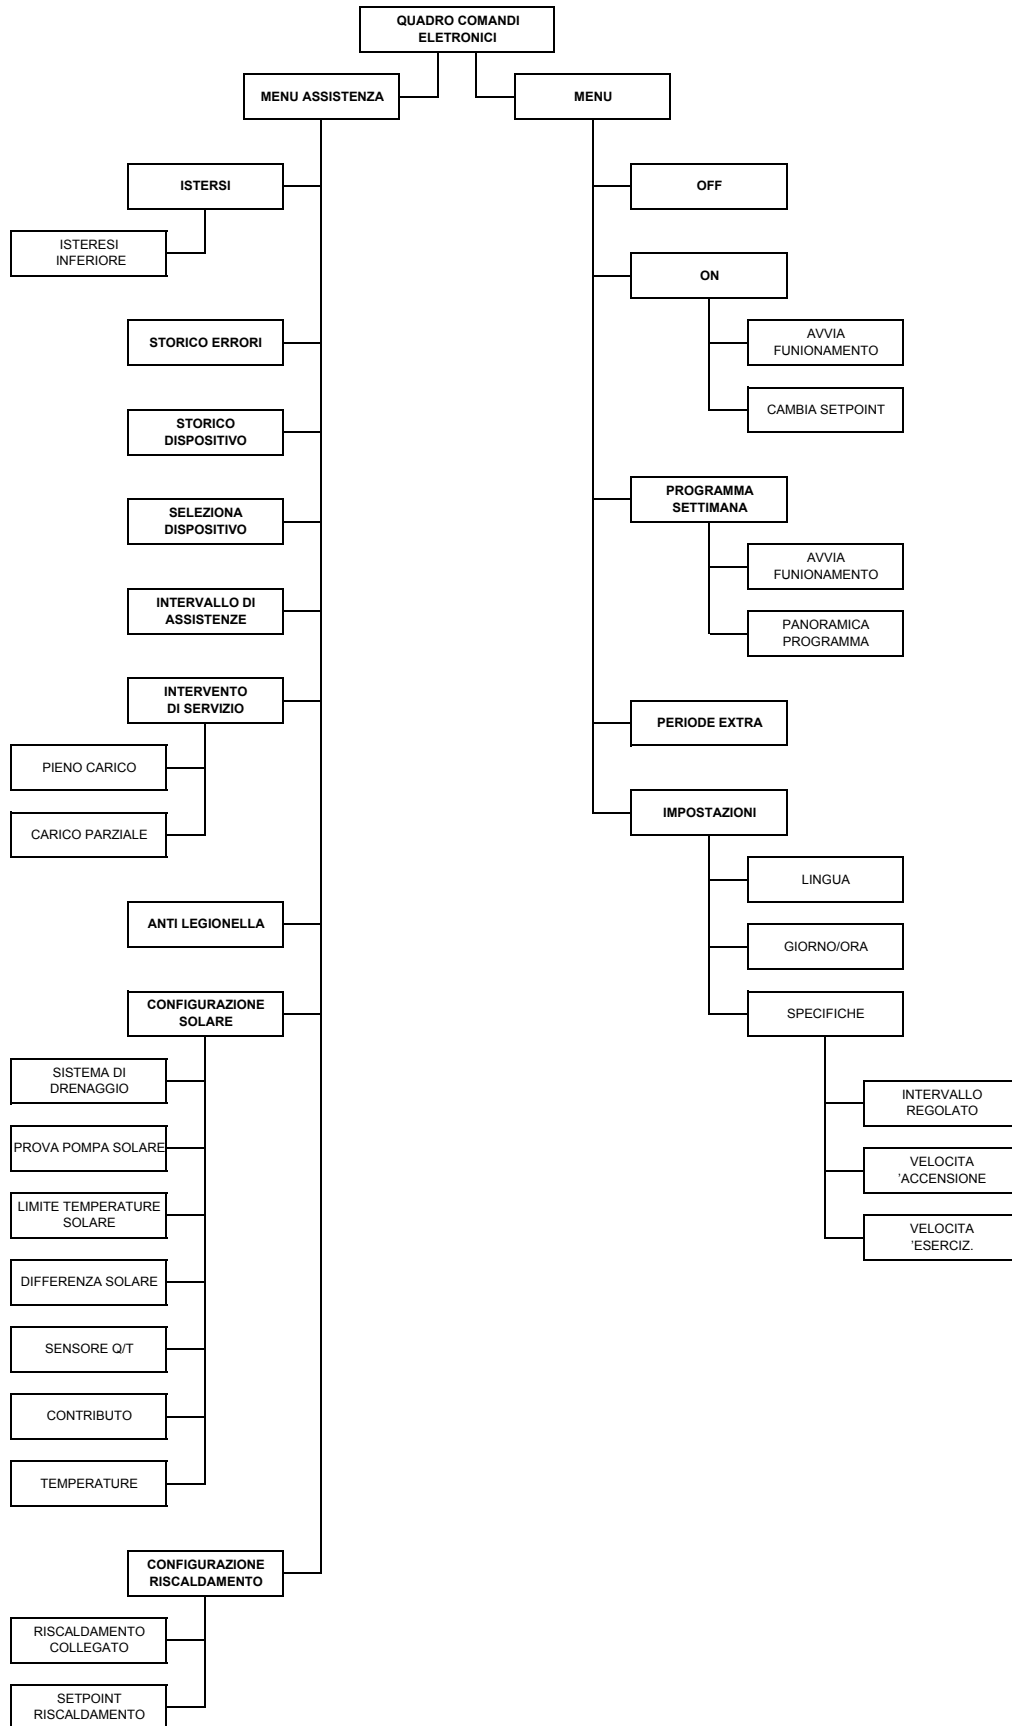 QUADRO COMANDI
ELETRONICI
MENU ASSISTENZA
MENU
ISTERSI
ISTERESI
INFERIORE
STORICO ERRORI
STORICO
DISPOSITIVO
SELEZIONA
DISPOSITIVO
INTERVALLO DI
ASSISTENZE
INTERVENTO
DI SERVIZIO
PIENO CARICO
CARICO PARZIALE
ANTI LEGIONELLA
CONFIGURAZIONE
SOLARE
SISTEMA DI
DRENAGGIO
PROVA POMPA SOLARE
LIMITE TEMPERATURE
SOLARE
DIFFERENZA SOLARE
SENSORE Q/T
CONTRIBUTO
TEMPERATURE
CONFIGURAZIONE
RISCALDAMENTO
RISCALDAMENTO
COLLEGATO
SETPOINT
RISCALDAMENTO
OFF
ON
AVVIA
FUNIONAMENTO
CAMBIA SETPOINT
PROGRAMMA
SETTIMANA
AVVIA
FUNIONAMENTO
PANORAMICA
PROGRAMMA
PERIODE EXTRA
IMPOSTAZIONI
LINGUA
GIORNO/ORA
SPECIFICHE
INTERVALLO
REGOLATO
VELOCITA
’ACCENSIONE
VELOCITA
’ESERCIZ.